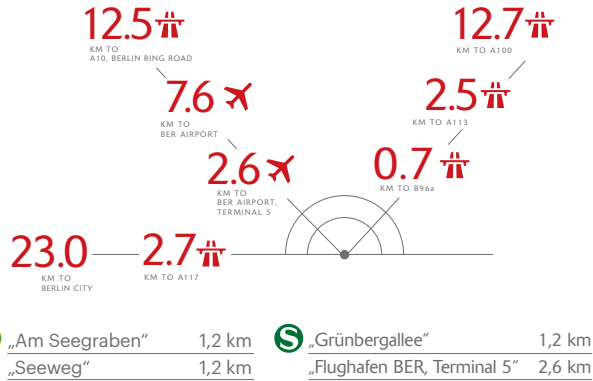 12.5
KM TO
A10, BERLIN RING ROAD
12.7
KM TO A100
7.6
KM TO
BER AIRPORT
2.5
KM TO A113
2.6
KM TO
BER AIRPORT,
TERMINAL 5
0.7
KM TO B96a
23.0
KM TO
BERLIN CITY
2.7
KM TO A117
„Am Seegraben“ 1,2 km
„Seeweg“ 1,2 km
S „Grünbergallee“ 1,2 km
„Flughafen BER, Terminal 5“ 2,6 km